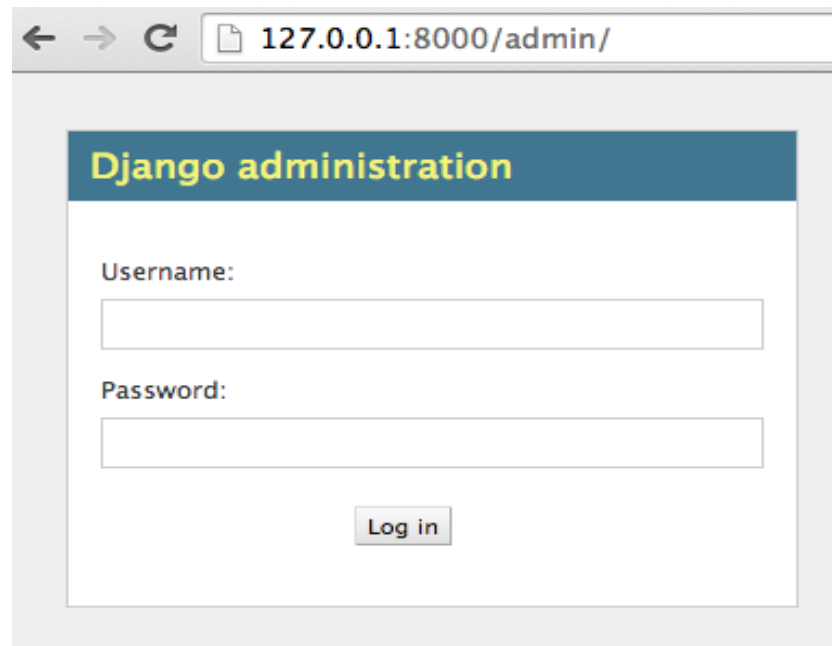 127.0.0.1:8000/admin/
Django administration
Username:
Password:
Log in